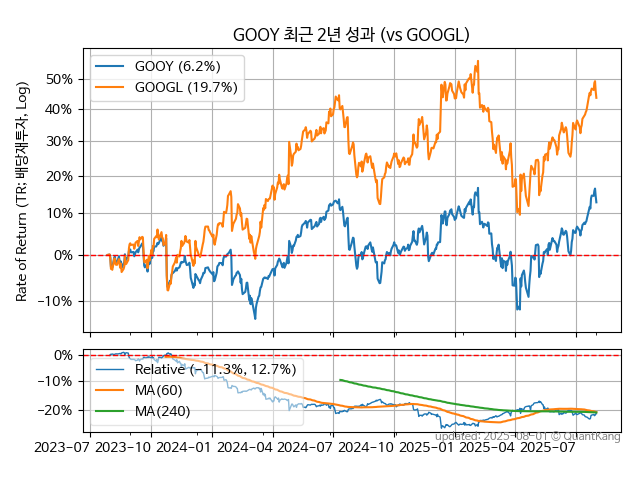 GOOY 최근 2년 성과 (vs GOOGL)
Rate of Return (TR: 배당재투자, Log)
GOOY (6.2%)
GOOGL (19.7%)
50%
40%
30%
20%
10%
0%
−10%
0%
−10%
−20%
Relative (−11.3%, 12.7%)
MA(60)
MA(240)
2023-07 2023-10 2024-01 2024-04 2024-07 2024-10 2025-01 2025-04 2025-07
updated: 2025-08-01 © QuantKang